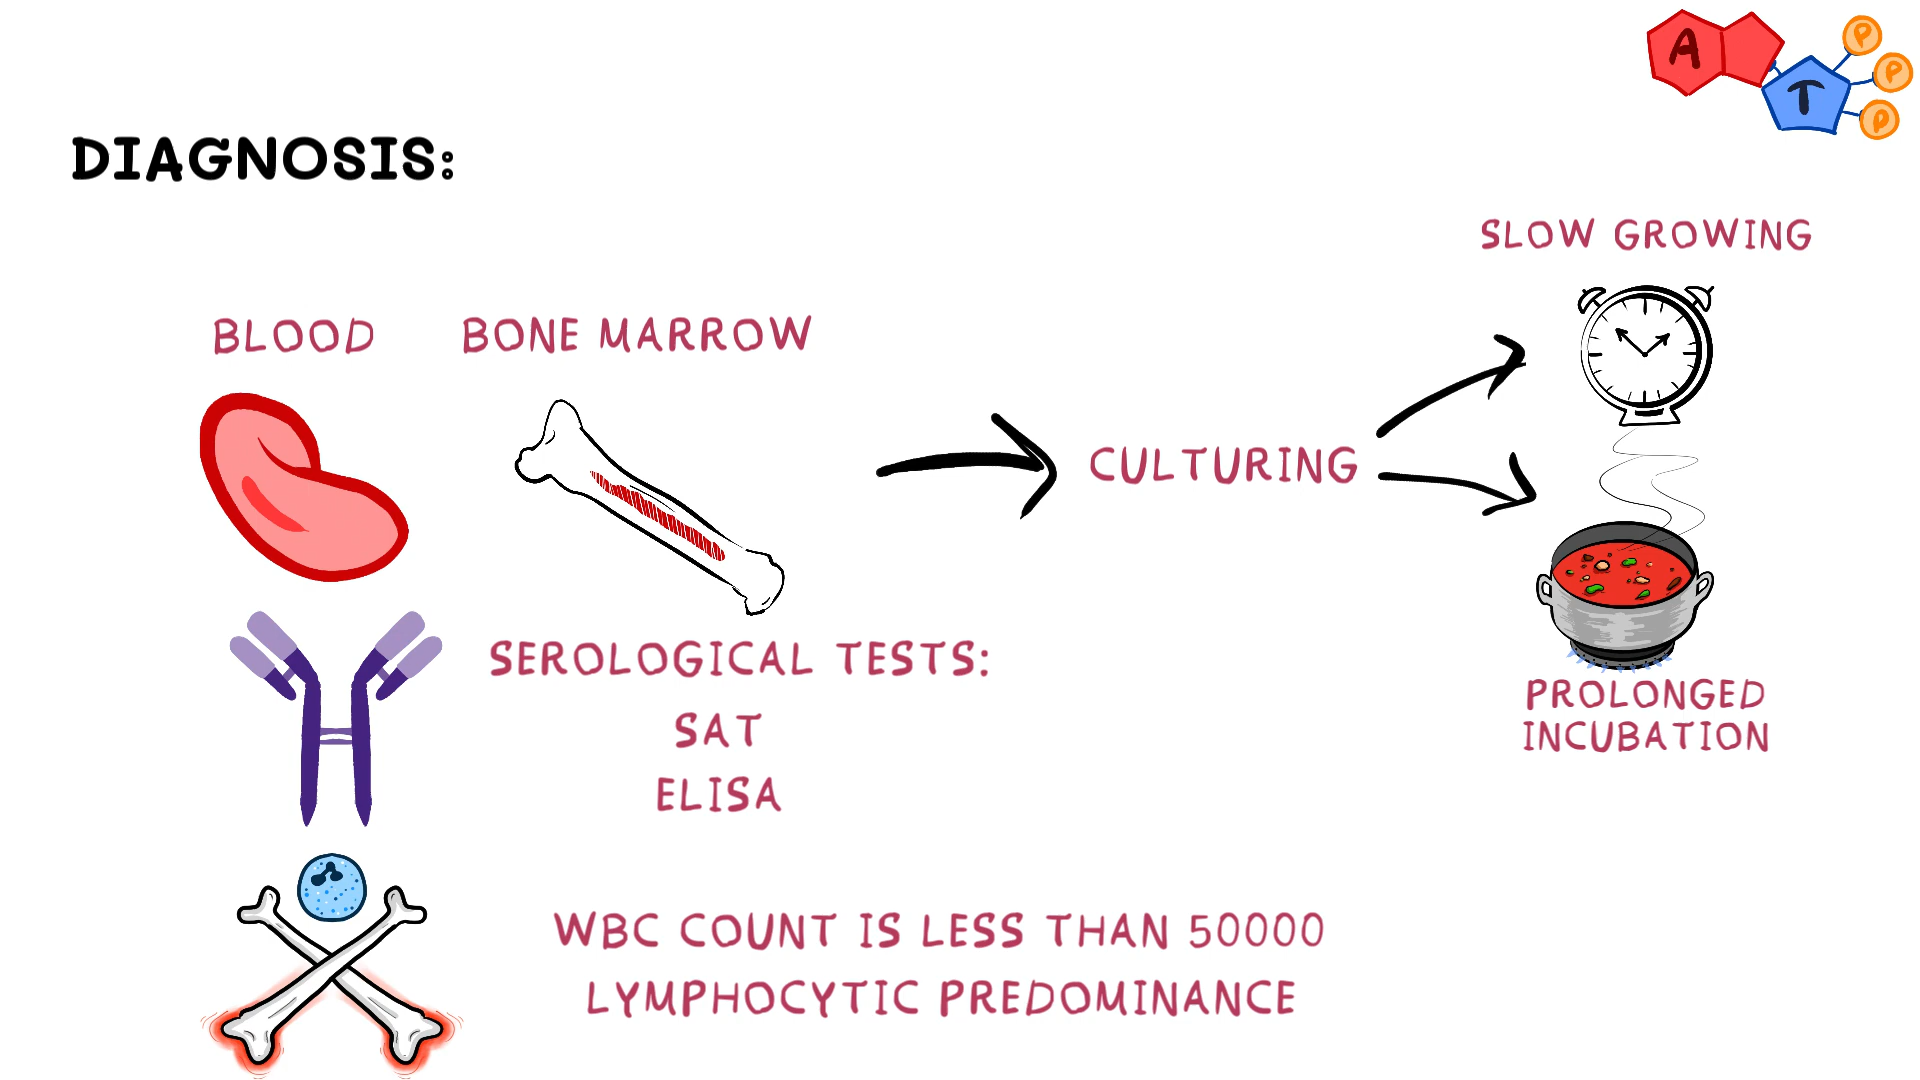 A T P P P
DIAGNOSIS:
SLOW GROWING
BLOOD
BONE MARROW
CULTURING
PROLONGED
INCUBATION
SEROLOGICAL TESTS:
SAT
ELISA
WBC COUNT IS LESS THAN 50000
LYMPHOCYTIC PREDOMINANCE